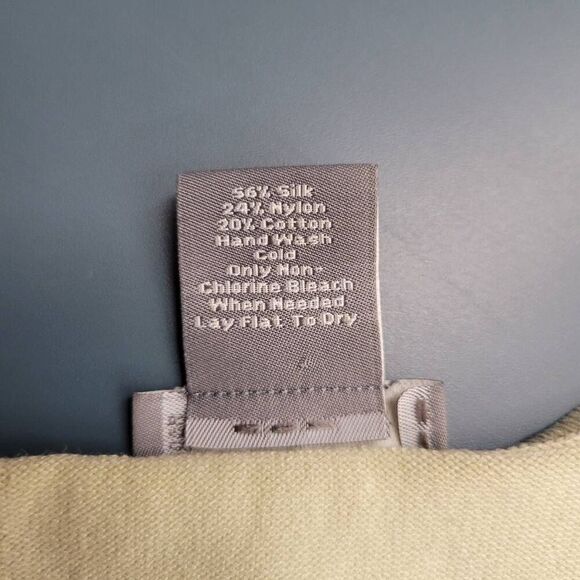 56% Silk
24% Nylon
20% Cotton
Hand Wash
Cold
Only Non-
Chlorine Bleach
When Needed
Lay Flat To Dry